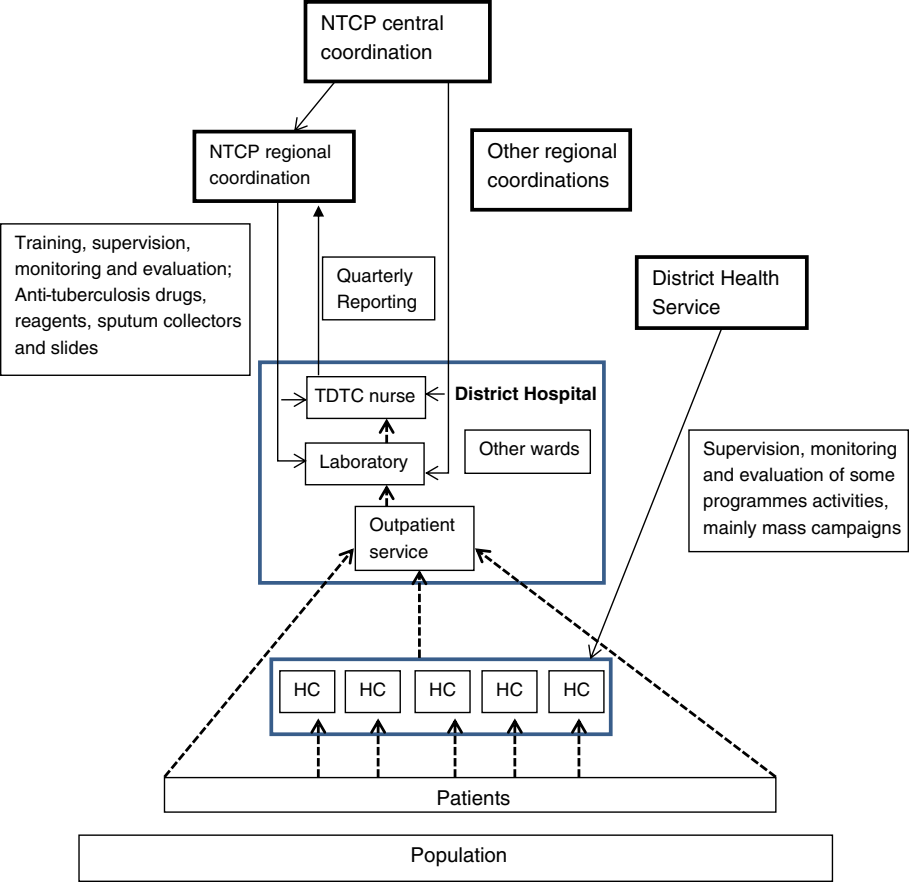 NTCP central
coordination
NTCP regional
coordination
Other regional
coordinations
Training, supervision,
monitoring and evaluation;
Anti-tuberculosis drugs,
reagents, sputum collectors
and slides
Quarterly
Reporting
District Health
Service
TDTC nurse
District Hospital
Laboratory
Other wards
Supervision, monitoring
and evaluation of some
programmes activities,
mainly mass campaigns
Outpatient
service
HC HC HC HC HC
Patients
Population